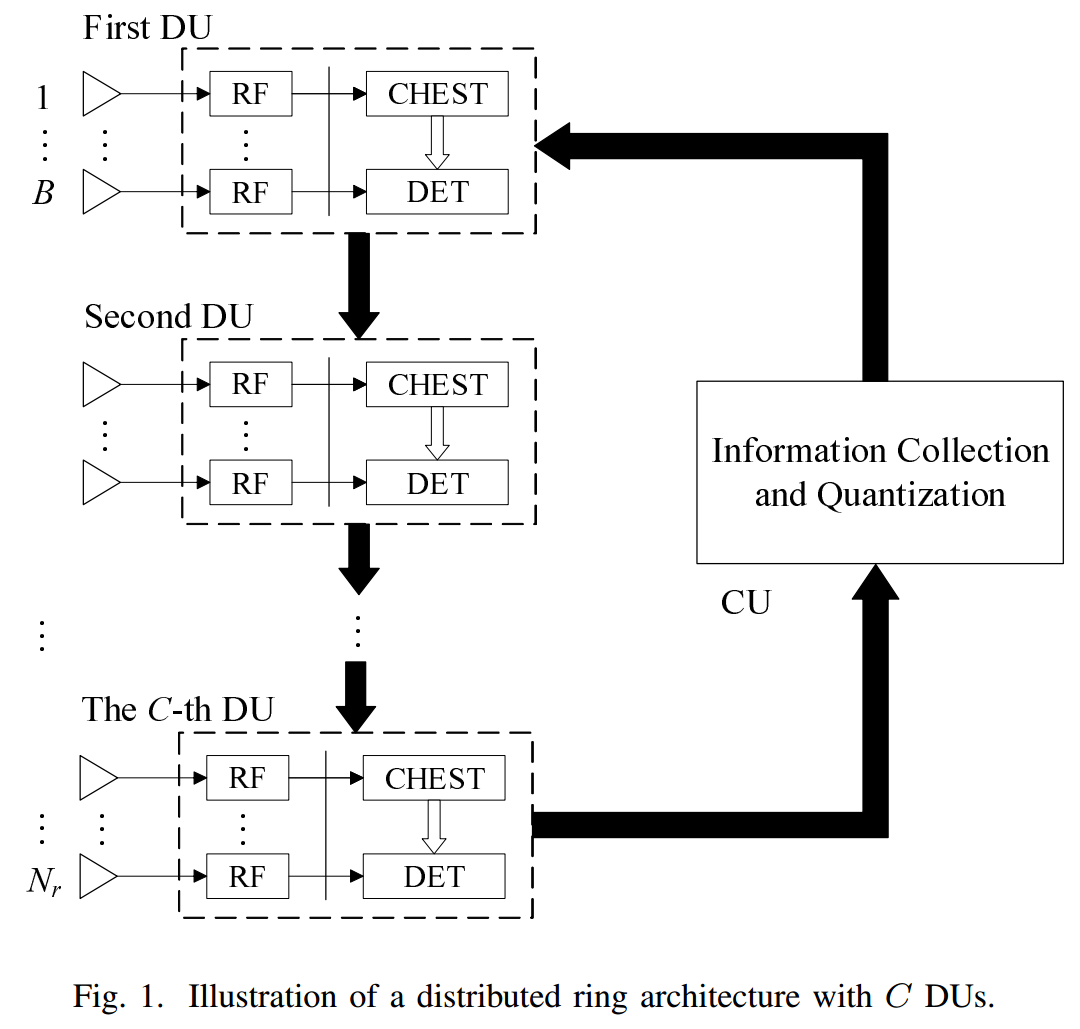 First DU
1
RF
CHEST
B
RF
DET
Second DU
RF
CHEST
RF
DET
Information Collection
and Quantization
CU
The C-th DU
RF
CHEST
N_r
RF
DET
Fig. 1. Illustration of a distributed ring architecture with C DUs.